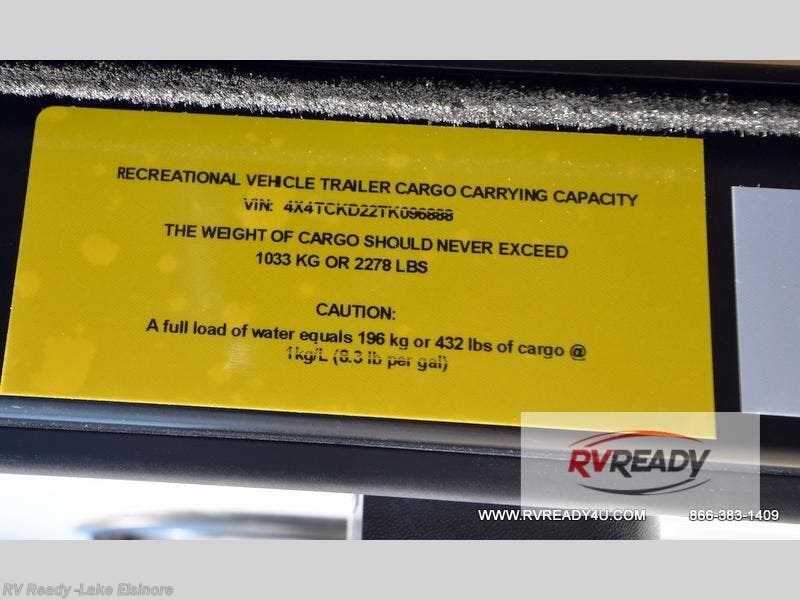 RECREATIONAL VEHICLE TRAILER CARGO CARRYING CAPACITY
VIN: 4X4TCKD22TK096888
THE WEIGHT OF CARGO SHOULD NEVER EXCEED
1033 KG OR 2278 LBS
CAUTION:
A full load of water equals 196 kg or 432 lbs of cargo @
1kg/L (8.3 lb per gal)
RVREADY
WWW.RVREADY4U.COM 866-383-1409
RV Ready -Lake Elsinore